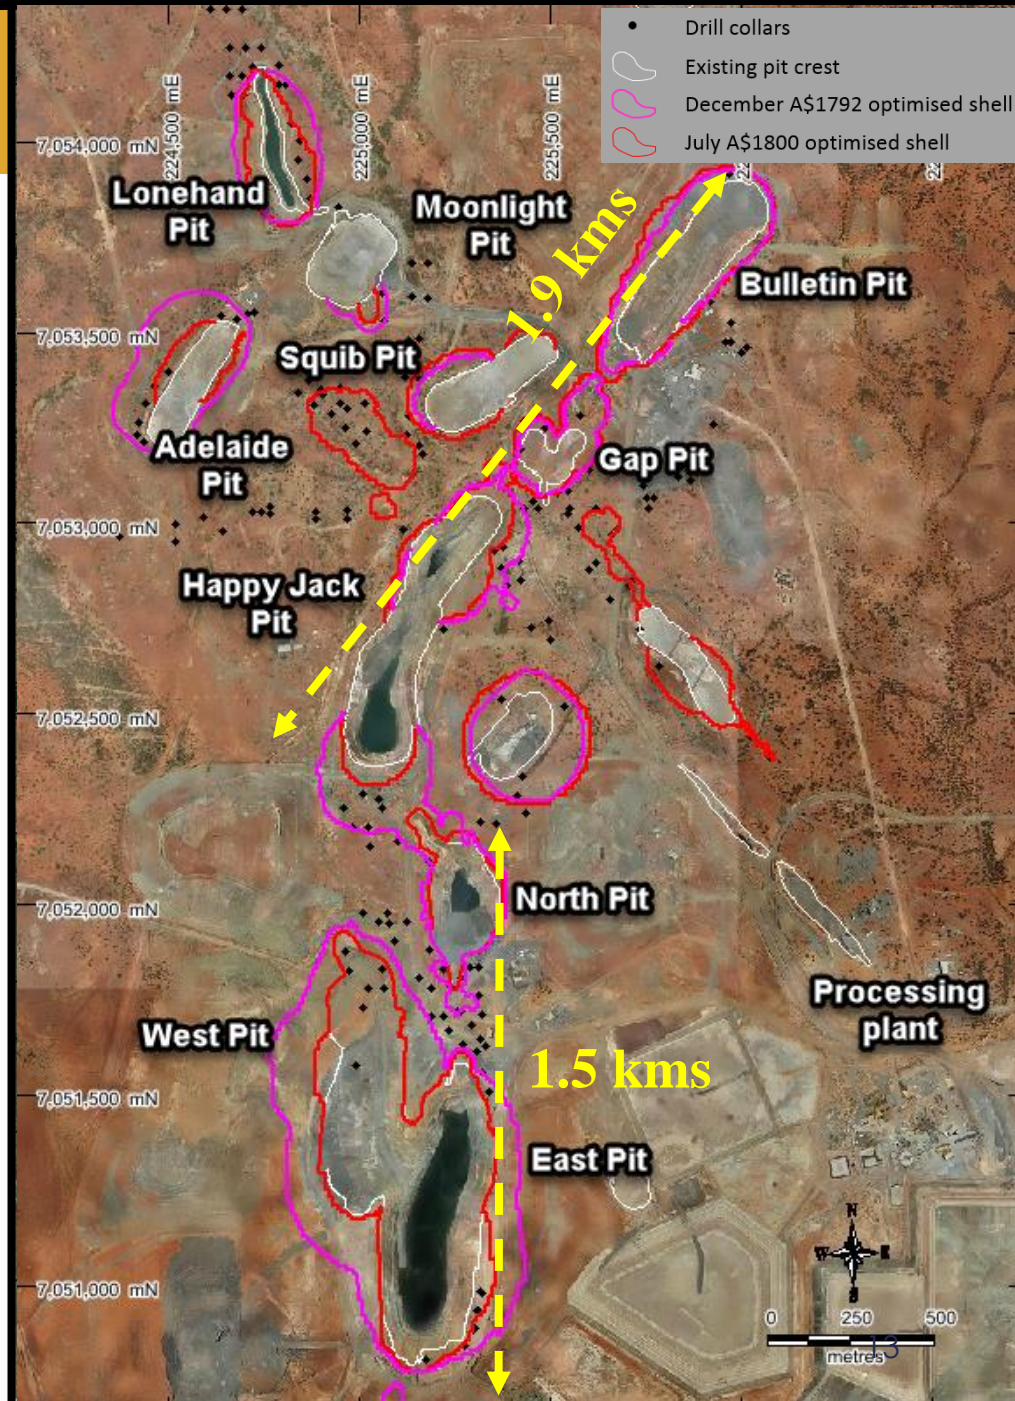 Drill collars
Existing pit crest
December A$1792 optimised shell
July A$1800 optimised shell
224,500 mE
225,000 mE
225,500 mE
7,054,000 mN
Lonehand
Pit
Moonlight
Pit
1.9 kms
Bulletin Pit
7,053,500 mN
Squib Pit
Adelaide
Pit
Gap Pit
7,053,000 mN
Happy Jack
Pit
7,052,500 mN
7,052,000 mN
North Pit
Processing
plant
West Pit
1.5 kms
7,051,500 mN
East Pit
N
W E
S
7,051,000 mN
0 250 500
metres
13